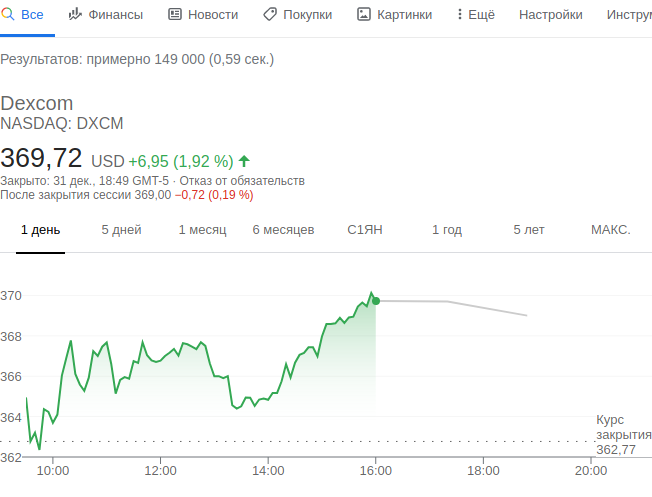 Все Финансы Новости Покупки Картинки Ещё Настройки Инструм
Результатов: примерно 149 000 (0,59 сек.)
Dexcom
NASDAQ: DXCM
369,72 USD +6,95 (1,92 %)
Закрыто: 31 дек., 18:49 GMT-5 · Отказ от обязательств
После закрытия сессии 369,00 −0,72 (0,19 %)
1 день 5 дней 1 месяц 6 месяцев С1ЯН 1 год 5 лет МАКС.
370
368
366
364
362
Курс
закрытия
362,77
10:00 12:00 14:00 16:00 18:00 20:00